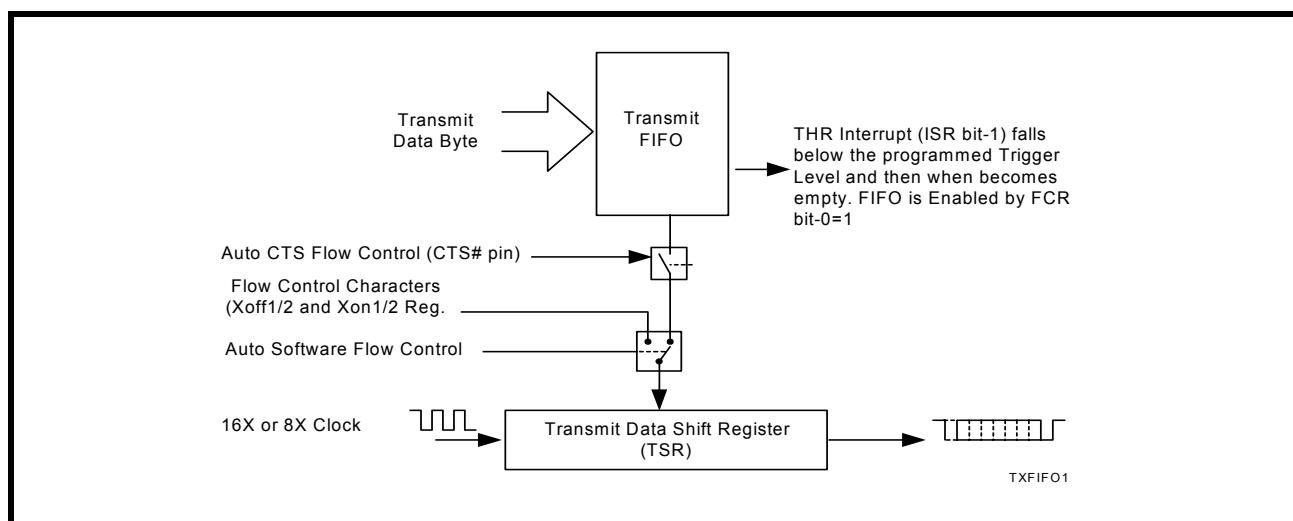 Transmit
FIFO
Transmit
Data Byte
THR Interrupt (ISR bit-1) falls
below the programmed Trigger
Level and then when becomes
empty. FIFO is Enabled by FCR
bit-0=1
Auto CTS Flow Control (CTS# pin)
Flow Control Characters
(Xoff1/2 and Xon1/2 Reg.
Auto Software Flow Control
16X or 8X Clock
Transmit Data Shift Register
(TSR)
TXFIFO1